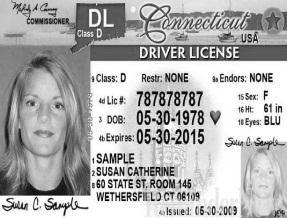 COMMISSIONER
DL
Class D
Connecticut
USA
DRIVER LICENSE
9 Class: D Restr: NONE 9a Endors: NONE
4d Lic#: 787787787
15 Sex: F
3 DOB: 05-30-1978
16 Ht: 61 in
4b Expires: 05-30-2015
18 Eyes: BLU
Susan C. Sample
1 SAMPLE
2 SUSAN CATHERINE
8 60 STATE ST, ROOM 145
WETHERSFIELD CT 06109
Susan C. Sample
4a Issued: 05-30-2009